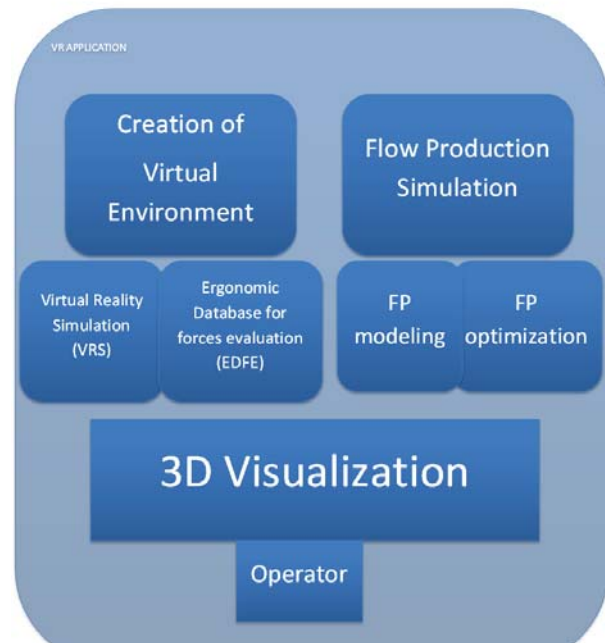 VR APPLICATION
Creation of
Virtual
Environment
Flow Production
Simulation
Virtual Reality
Simulation
(VRS)
Ergonomic
Database for
forces evaluation
(EDFE)
FP
modeling
FP
optimization
3D Visualization
Operator